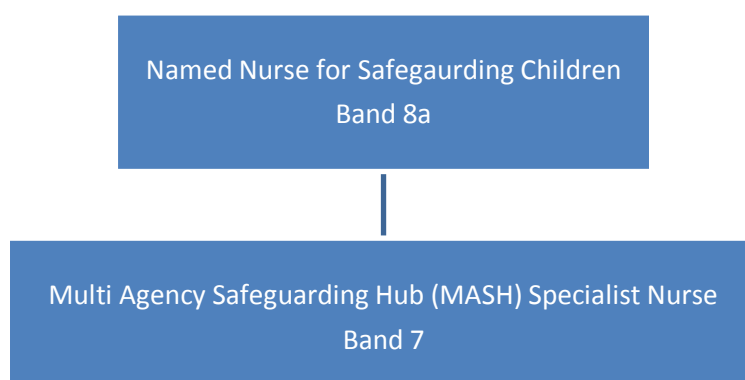 Named Nurse for Safegaurding Children
Band 8a
Multi Agency Safeguarding Hub (MASH) Specialist Nurse
Band 7